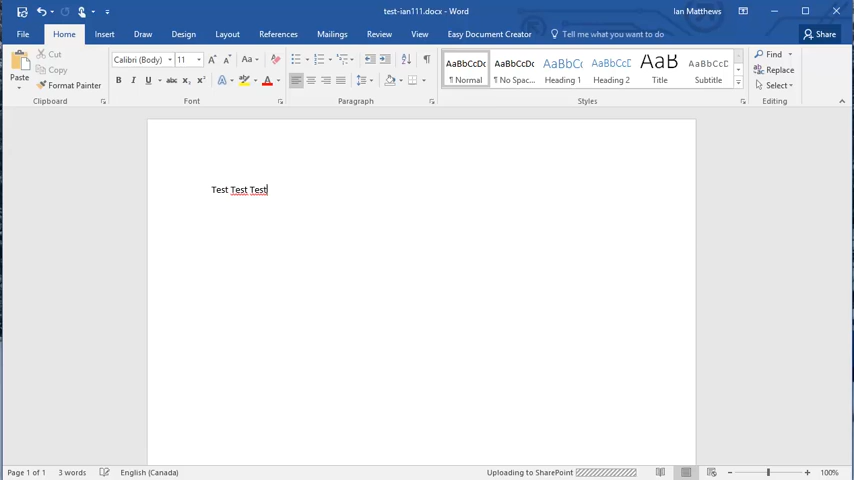 test-ian111.docx - Word
Ian Matthews
File Home Insert Draw Design Layout References Mailings Review View Easy Document Creator Tell me what you want to do Share
Paste
Cut
Copy
Format Painter
Clipboard
Calibri (Body) 11
Font
Paragraph
AaBbCcDc AaBbCcDc AaBbCc AaBbCcD AaB AaBbCcD
¶ Normal ¶ No Spac... Heading 1 Heading 2 Title Subtitle
Styles
Find
Replace
Select
Editing
Test Test Test
Page 1 of 1 3 words English (Canada) Uploading to SharePoint 100%